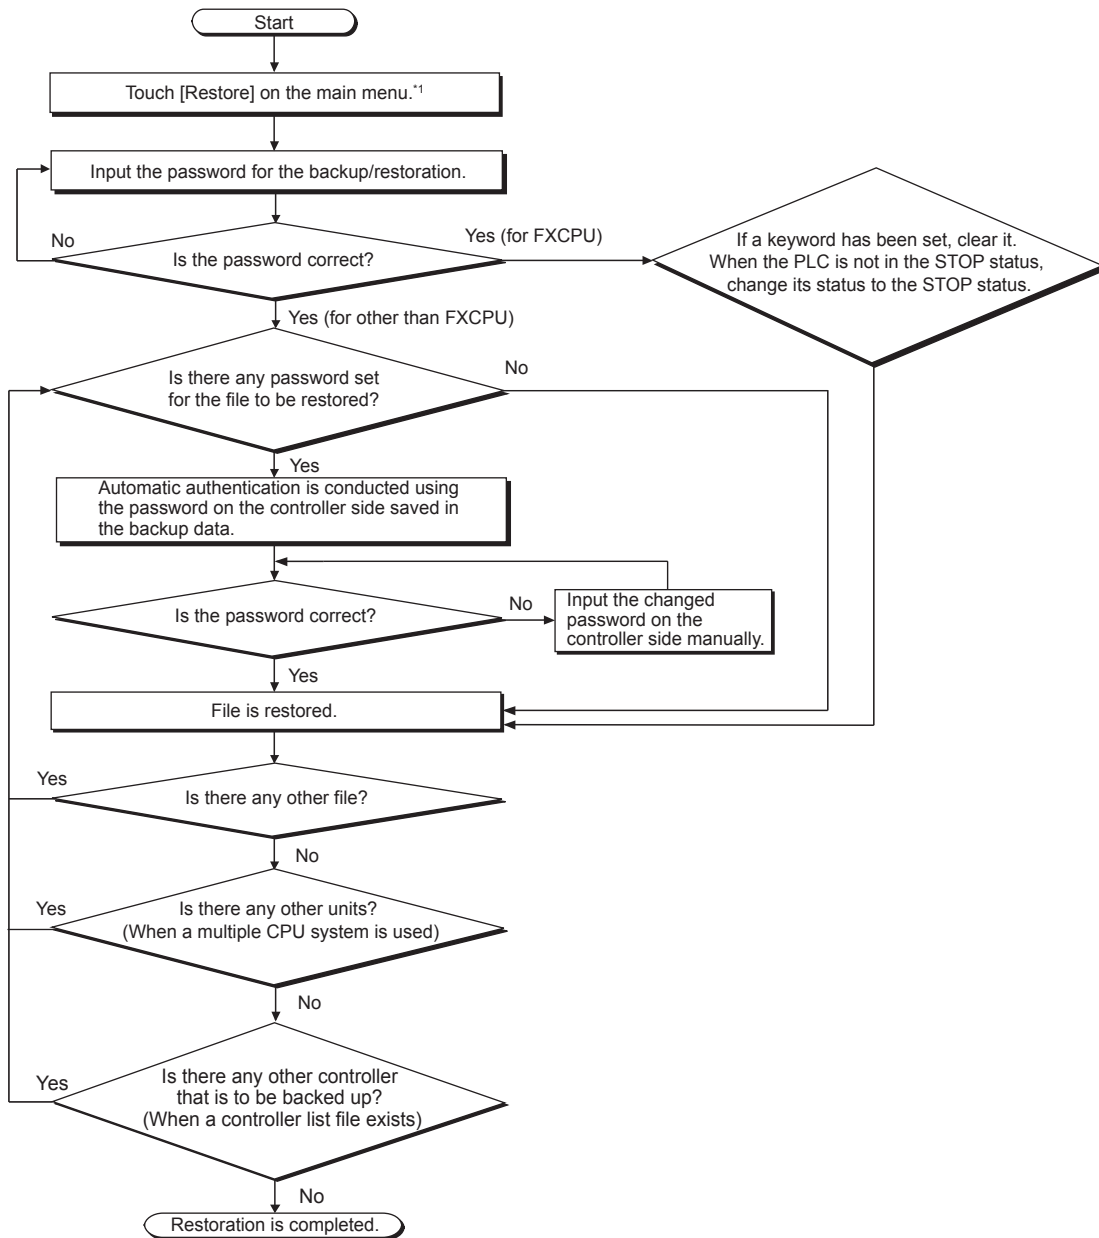 Start
Touch [Restore] on the main menu.*1
Input the password for the backup/restoration.
No
Is the password correct?
Yes (for FXCPU)
If a keyword has been set, clear it.
When the PLC is not in the STOP status,
change its status to the STOP status.
Yes (for other than FXCPU)
Is there any password set
for the file to be restored?
No
Yes
Automatic authentication is conducted using
the password on the controller side saved in
the backup data.
Is the password correct?
No
Input the changed
password on the
controller side manually.
Yes
File is restored.
Yes
Is there any other file?
No
Yes
Is there any other units?
(When a multiple CPU system is used)
No
Yes
Is there any other controller
that is to be backed up?
(When a controller list file exists)
No
Restoration is completed.